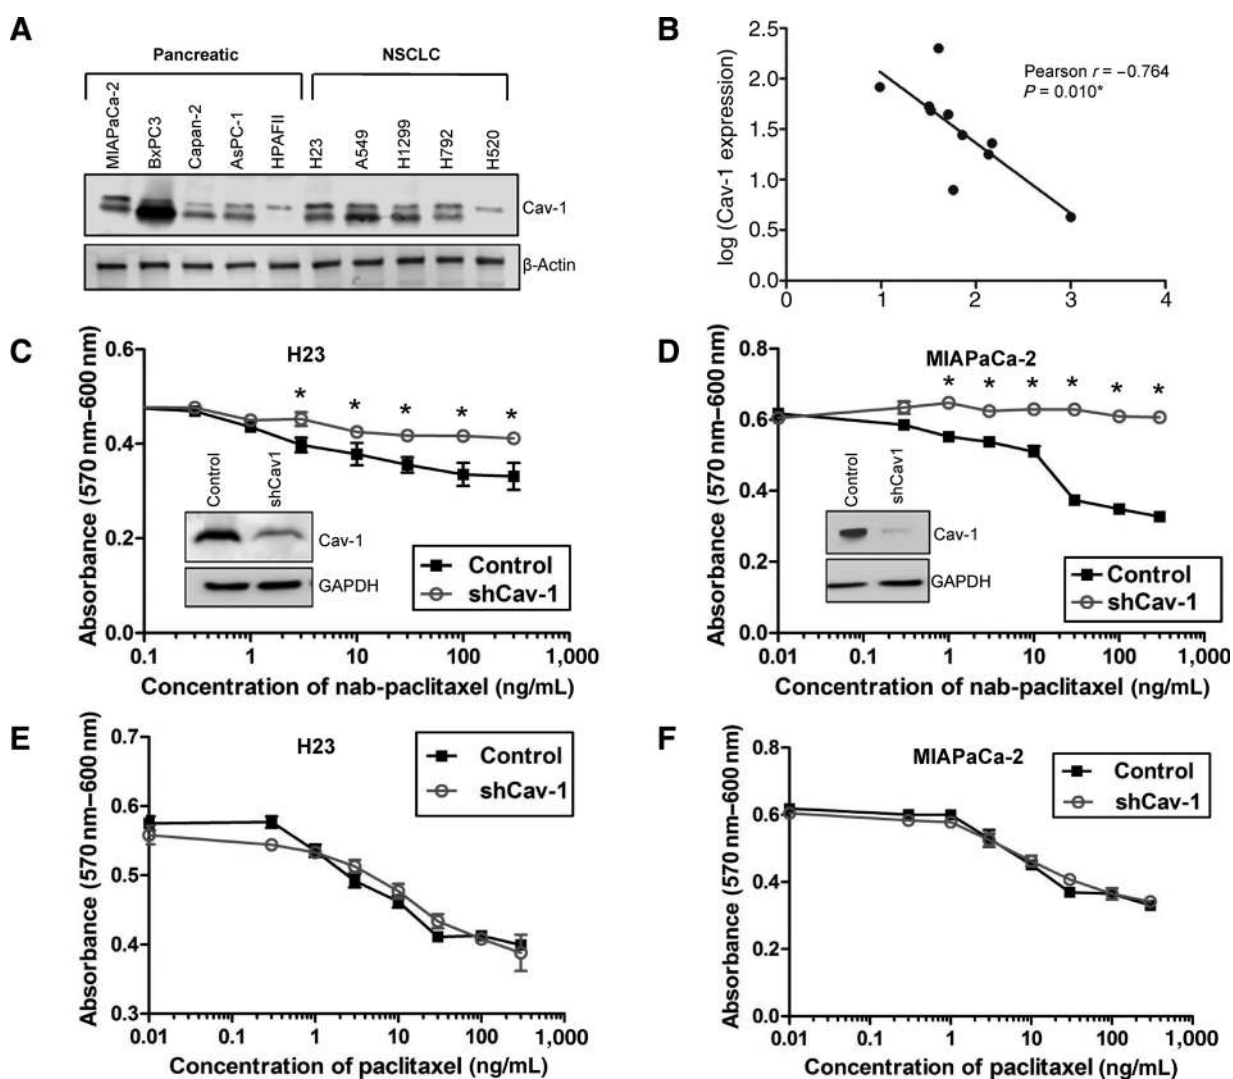 A
Pancreatic
NSCLC
MIAPaCa-2
BxPC3
Capan-2
AsPC-1
HPAFII
H23
A549
H1299
H792
H520
Cav-1
β-Actin
B
log (Cav-1 expression)
2.5
2.0
1.5
1.0
0.5
0.0
0
1
2
3
4
Pearson r = −0.764
P = 0.010*
C
H23
Absorbance (570 nm–600 nm)
0.6
0.4
0.2
0.0
* * * * *
Control
shCav1
Cav-1
GAPDH
Control
shCav-1
0.1
1
10
100
1,000
Concentration of nab-paclitaxel (ng/mL)
D
MIAPaCa-2
Absorbance (570 nm–600 nm)
0.8
0.6
0.4
0.2
0.0
* * * * * *
Control
shCav1
Cav-1
GAPDH
Control
shCav-1
0.01
0.1
1
10
100
1,000
Concentration of nab-paclitaxel (ng/mL)
E
H23
Absorbance (570 nm–600 nm)
0.7
0.6
0.5
0.4
0.3
Control
shCav-1
0.01
0.1
1
10
100
1,000
Concentration of paclitaxel (ng/mL)
F
MIAPaCa-2
Absorbance (570 nm–600 nm)
0.8
0.6
0.4
0.2
0.0
Control
shCav-1
0.01
0.1
1
10
100
1,000
Concentration of paclitaxel (ng/mL)